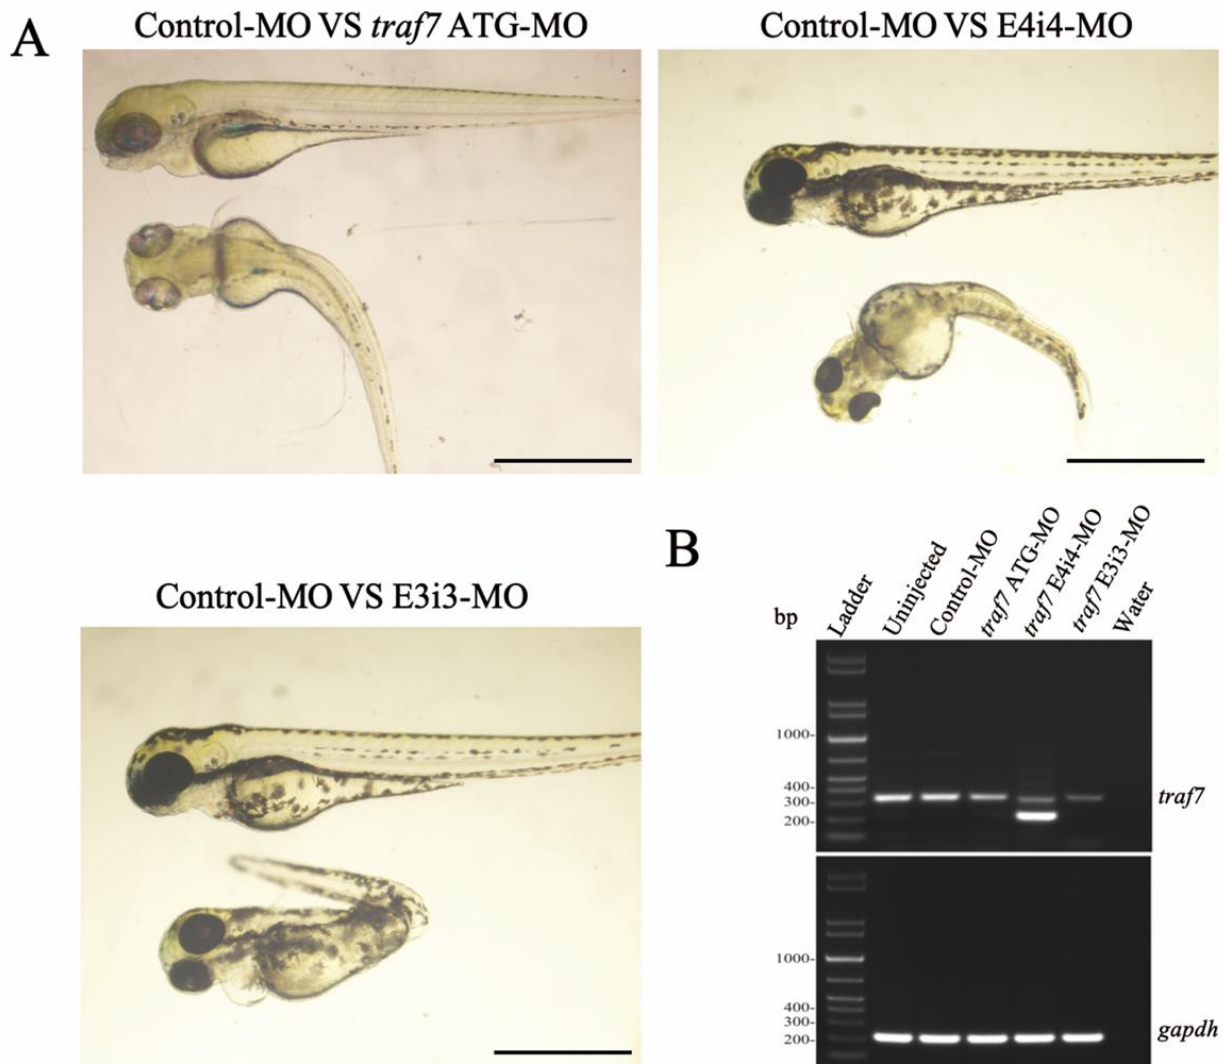 A
Control-MO VS traf7 ATG-MO
Control-MO VS E4i4-MO
Control-MO VS E3i3-MO
B
bp
Ladder
Uninjected
Control-MO
traf7 ATG-MO
traf7 E4i4-MO
traf7 E3i3-MO
Water
1000-
400-
300-
200-
traf7
1000-
400-
300-
200-
gapdh